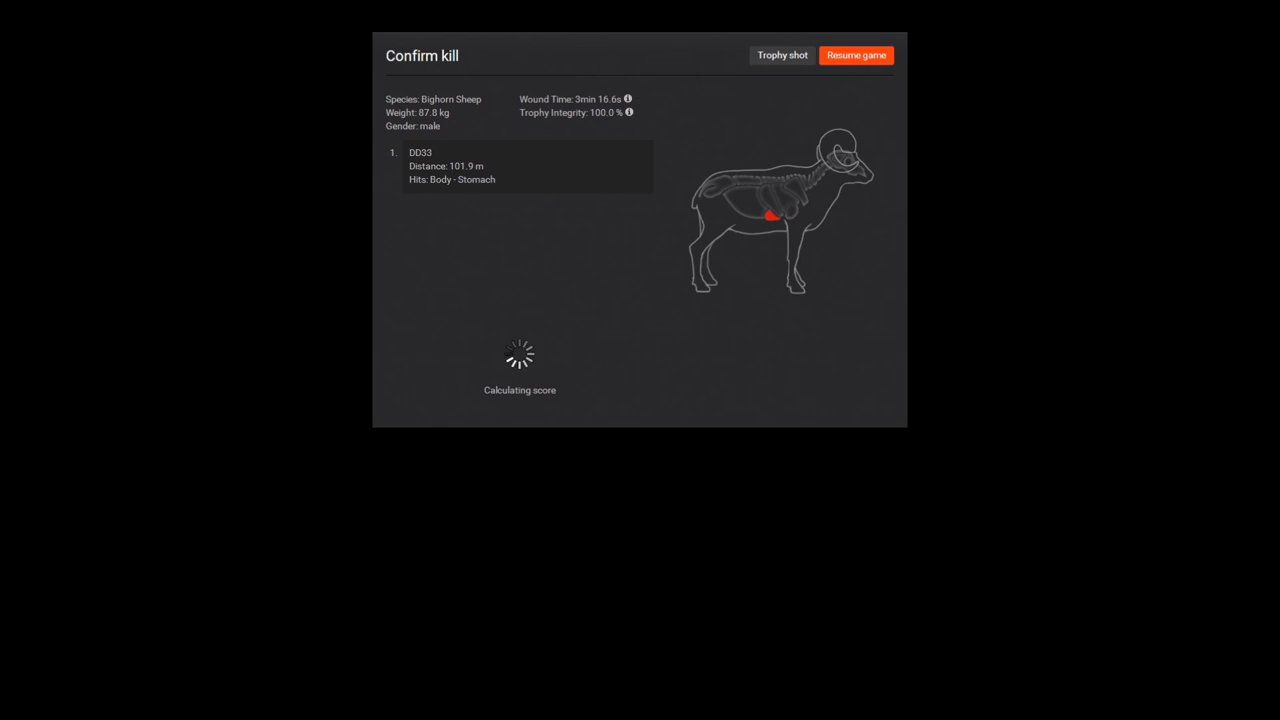 Confirm kill
Trophy shot
Resume game
Species: Bighorn Sheep
Weight: 87.8 kg
Gender: male
Wound Time: 3min 16.6s
Trophy Integrity: 100.0 %
1.
DD33
Distance: 101.9 m
Hits: Body - Stomach
Calculating score